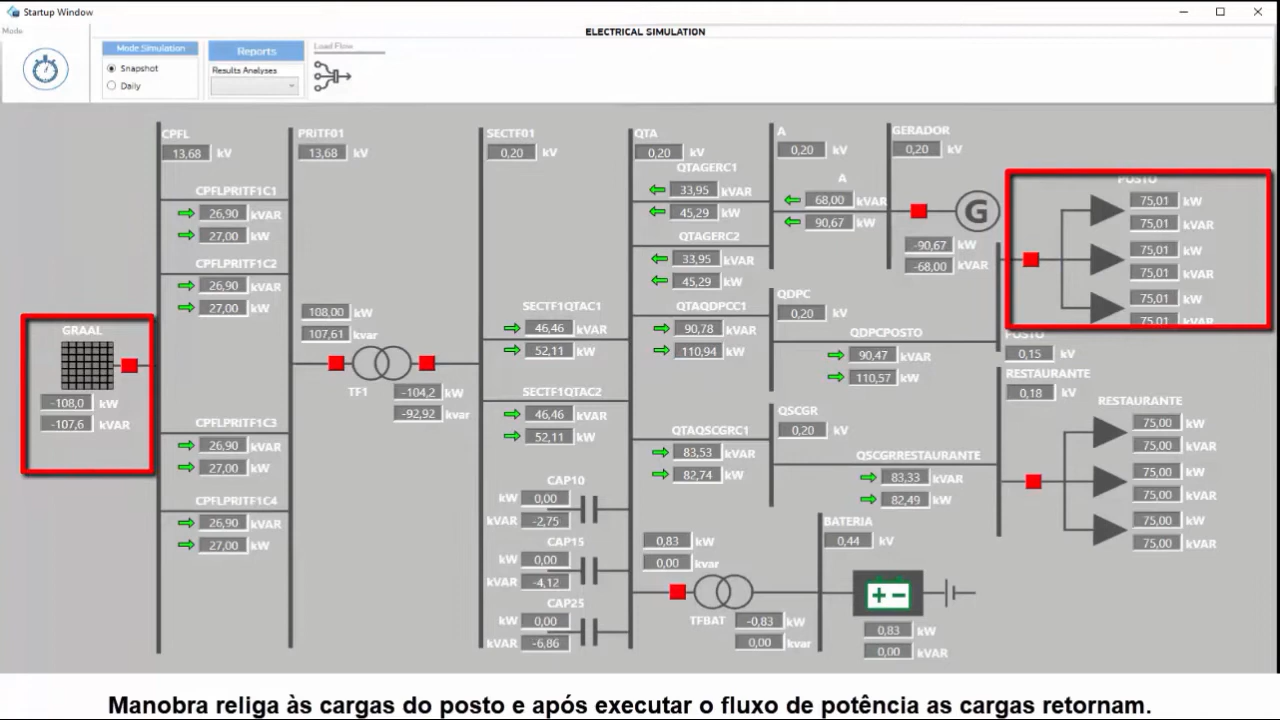 Startup Window
ELECTRICAL SIMULATION
Mode
Mode Simulation
Snapshot
Daily
Reports
Results Analyses
Load Flow
CPFL
13,68 kV
PRITF01
13,68 kV
SECTF01
0,20 kV
QTA
0,20 kV
A
0,20 kV
GERADOR
0,20 kV
CPFLPRITF1C1
26,90 kVAR
27,00 kW
CPFLPRITF1C2
26,90 kVAR
27,00 kW
GRAAL
-108,0 kW
-107,6 kVAR
CPFLPRITF1C3
26,90 kVAR
27,00 kW
CPFLPRITF1C4
26,90 kVAR
27,00 kW
108,00 kW
107,61 kvar
TF1
-104,2 kW
-92,92 kvar
SECTF1QTAC1
46,46 kVAR
52,11 kW
SECTF1QTAC2
46,46 kVAR
52,11 kW
CAP10
kW 0,00
kVAR -2,75
CAP15
kW 0,00
kVAR -4,12
CAP25
kW 0,00
kVAR -6,86
QTAGERC1
33,95 kVAR
45,29 kW
QTAGERC2
33,95 kVAR
45,29 kW
QTAQDPCC1
90,78 kVAR
110,94 kW
QTAQSCGRC1
83,53 kVAR
82,74 kW
0,83 kW
0,00 kvar
TFBAT
-0,83 kW
0,00 kvar
A
68,00 kVAR
90,67 kW
G
-90,67 kW
-68,00 kVAR
QDPC
0,20 kV
QDPCPOSTO
90,47 kVAR
110,57 kW
QSCGR
0,20 kV
QSCGRRESTAURANTE
83,33 kVAR
82,49 kW
BATERIA
0,44 kV
0,83 kW
0,00 kVAR
POSTO
75,01 kW
75,01 kVAR
75,01 kW
75,01 kVAR
75,01 kW
75,01 kVAR
POSTO
0,15 kV
RESTAURANTE
0,18 kV
RESTAURANTE
75,00 kW
75,00 kVAR
75,00 kW
75,00 kVAR
75,00 kW
75,00 kVAR
Manobra religa às cargas do posto e após executar o fluxo de potência as cargas retornam.